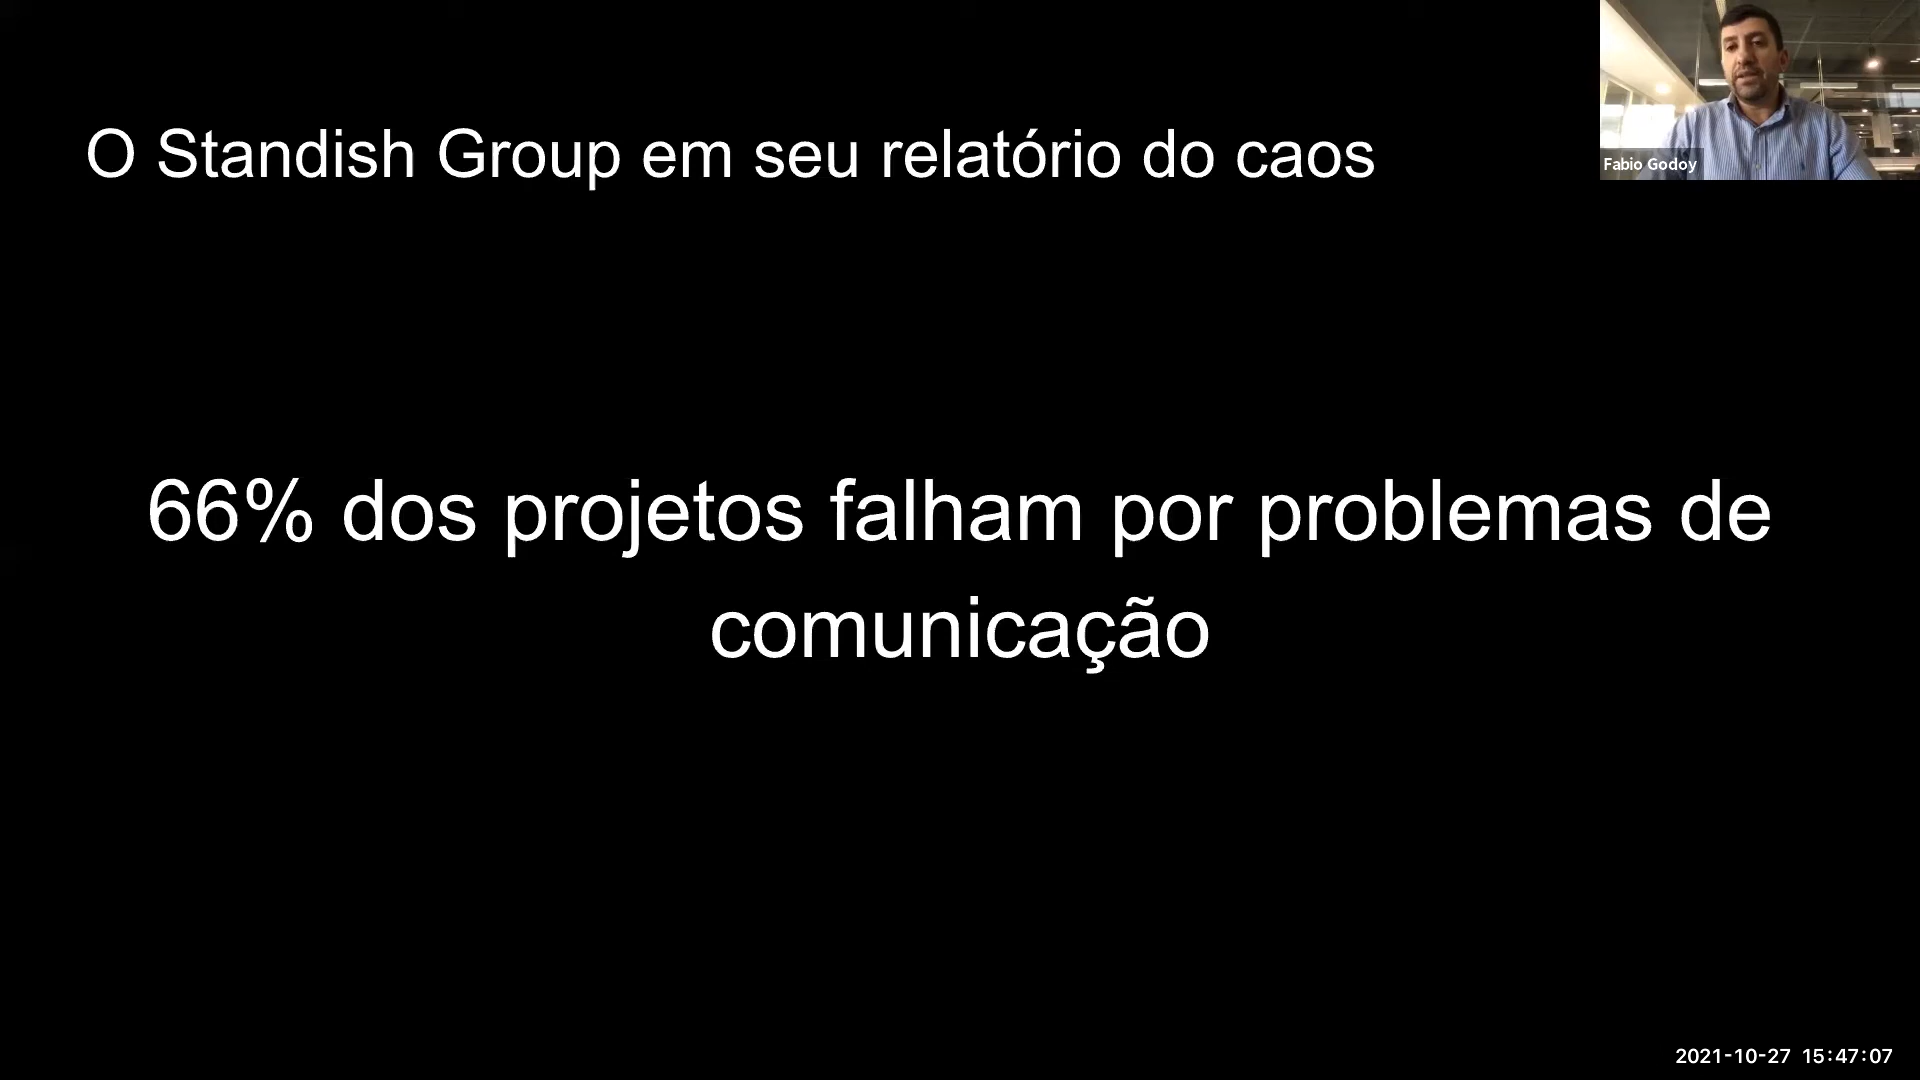 O Standish Group em seu relatório do caos
Fabio Godoy
66% dos projetos falham por problemas de
comunicação
2021-10-27 15:47:07